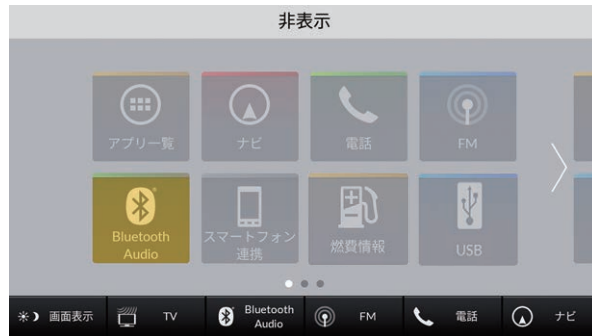 非表示
アプリ一覧
ナビ
電話
FM
Bluetooth
Audio
スマートフォン
連携
燃費情報
USB
画面表示
TV
Bluetooth
Audio
FM
電話
ナビ